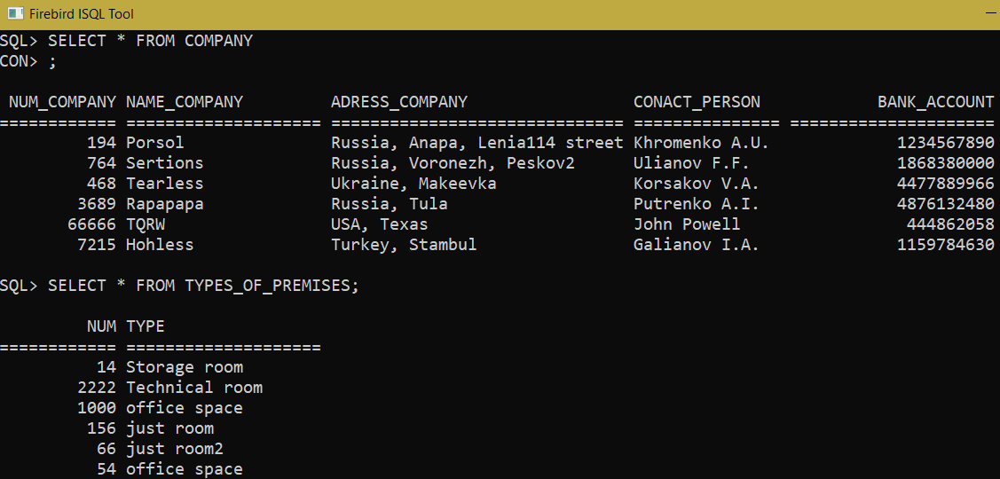 Firebird ISQL Tool
SQL> SELECT * FROM COMPANY
CON> ;
NUM_COMPANY NAME_COMPANY ADRESS_COMPANY CONACT_PERSON BANK_ACCOUNT
============ ==================== ============================== =============== =====================
194 Porsol Russia, Anapa, Lenia114 street Khromenko A.U. 1234567890
764 Sertions Russia, Voronezh, Peskov2 Ulianov F.F. 1868380000
468 Tearless Ukraine, Makeevka Korsakov V.A. 4477889966
3689 Rapapapa Russia, Tula Putrenko A.I. 4876132480
66666 TQRW USA, Texas John Powell 444862058
7215 Hohless Turkey, Stambul Galianov I.A. 1159784630
SQL> SELECT * FROM TYPES_OF_PREMISES;
NUM TYPE
============ ====================
14 Storage room
2222 Technical room
1000 office space
156 just room
66 just room2
54 office space